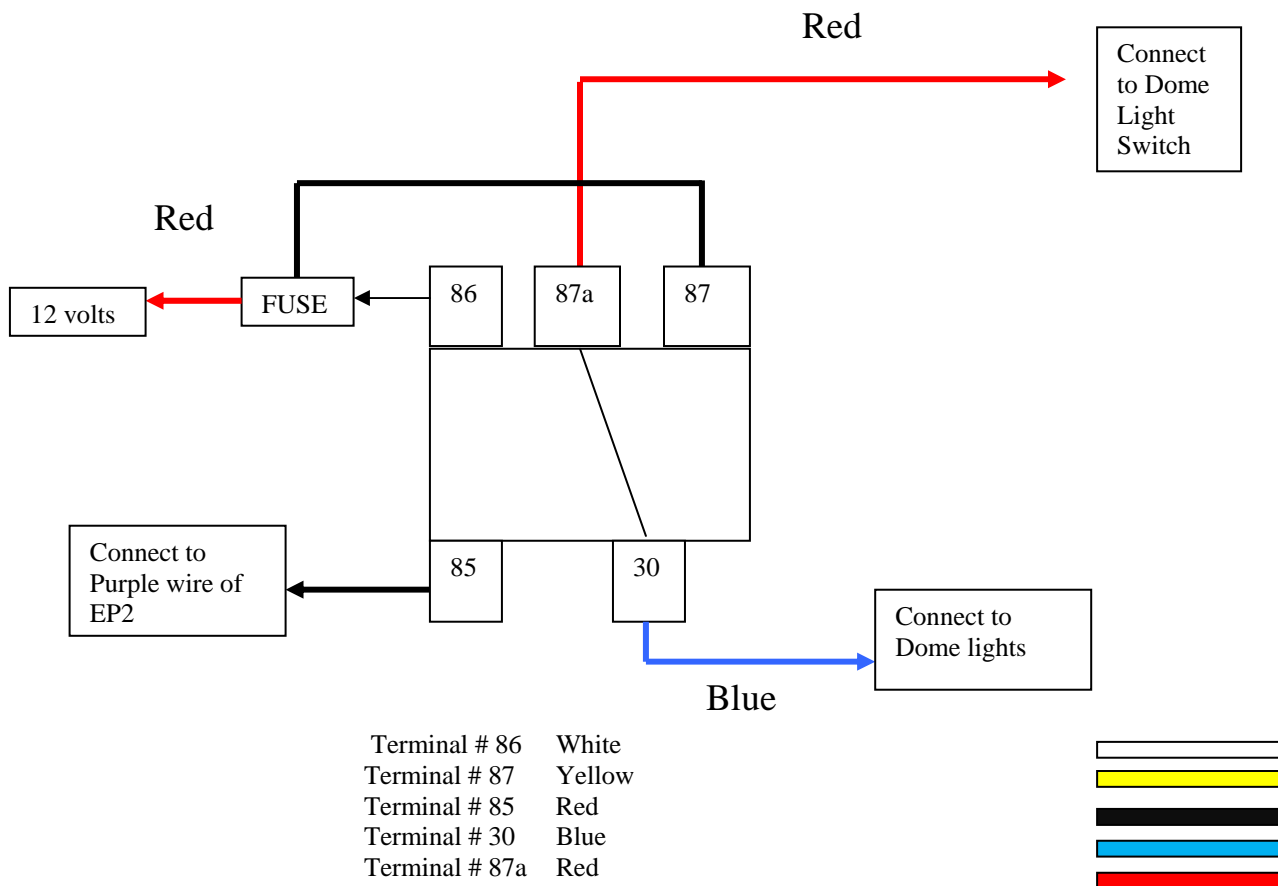 Red
Connect
to Dome
Light
Switch
Red
86
87a
87
FUSE
12 volts
Connect to
Purple wire of
EP2
85
30
Connect to
Dome lights
Blue
Terminal # 86 White
Terminal # 87 Yellow
Terminal # 85 Red
Terminal # 30 Blue
Terminal # 87a Red